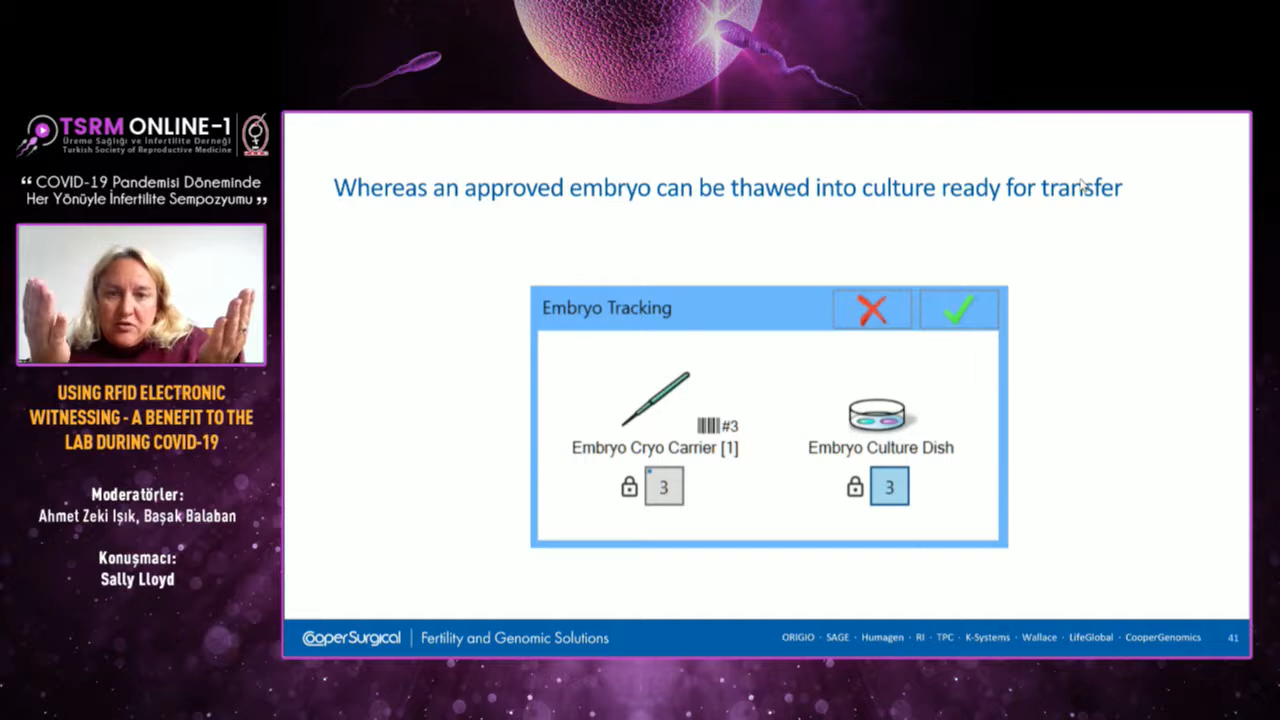 TSRM ONLINE-1
Üreme Sağlığı ve İnfertilite Derneği
Turkish Society of Reproductive Medicine
“ COVID-19 Pandemisi Döneminde
Her Yönüyle İnfertilite Sempozyumu ”
USING RFID ELECTRONIC
WITNESSING - A BENEFIT TO THE
LAB DURING COVID-19
Moderatörler:
Ahmet Zeki Işık, Başak Balaban
Konuşmacı:
Sally Lloyd
Whereas an approved embryo can be thawed into culture ready for transfer
Embryo Tracking
#3
Embryo Cryo Carrier [1]
3
Embryo Culture Dish
3
CooperSurgical | Fertility and Genomic Solutions
ORIGIO · SAGE · Humagen · RI · TPC · K-Systems · Wallace · LifeGlobal · CooperGenomics
41